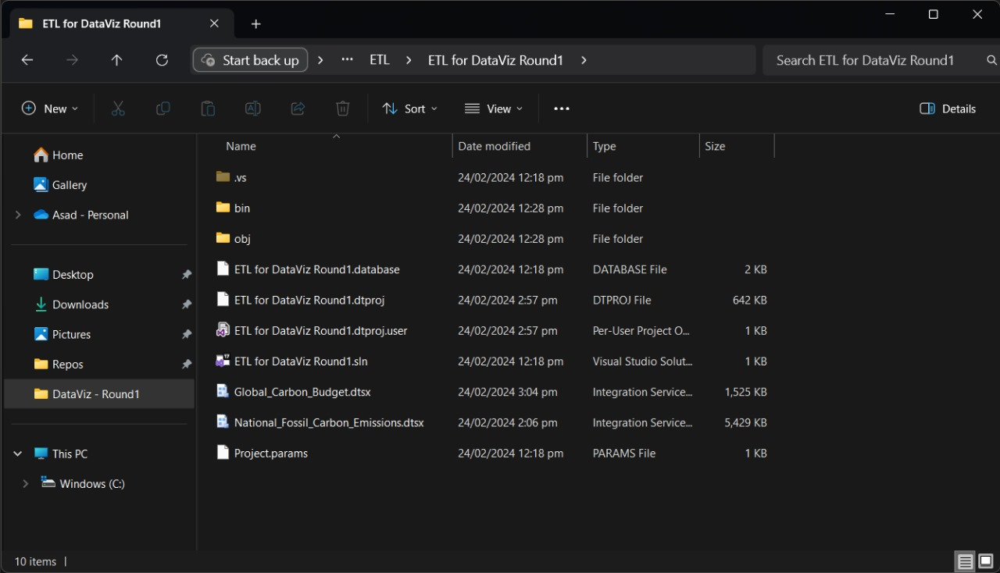 ETL for DataViz Round1
Start back up > ... ETL > ETL for DataViz Round1 >
Search ETL for DataViz Round1
New
Sort
View
...
Details
Home
Gallery
Asad - Personal
Desktop
Downloads
Pictures
Repos
DataViz - Round1
This PC
Windows (C:)
Name Date modified Type Size
.vs 24/02/2024 12:18 pm File folder
bin 24/02/2024 12:28 pm File folder
obj 24/02/2024 12:28 pm File folder
ETL for DataViz Round1.database 24/02/2024 12:18 pm DATABASE File 2 KB
ETL for DataViz Round1.dtproj 24/02/2024 2:57 pm DTPROJ File 642 KB
ETL for DataViz Round1.dtproj.user 24/02/2024 2:57 pm Per-User Project O... 1 KB
ETL for DataViz Round1.sln 24/02/2024 12:18 pm Visual Studio Solut... 1 KB
Global_Carbon_Budget.dtsx 24/02/2024 3:04 pm Integration Service... 1,525 KB
National_Fossil_Carbon_Emissions.dtsx 24/02/2024 2:06 pm Integration Service... 5,429 KB
Project.params 24/02/2024 12:18 pm PARAMS File 1 KB
10 items